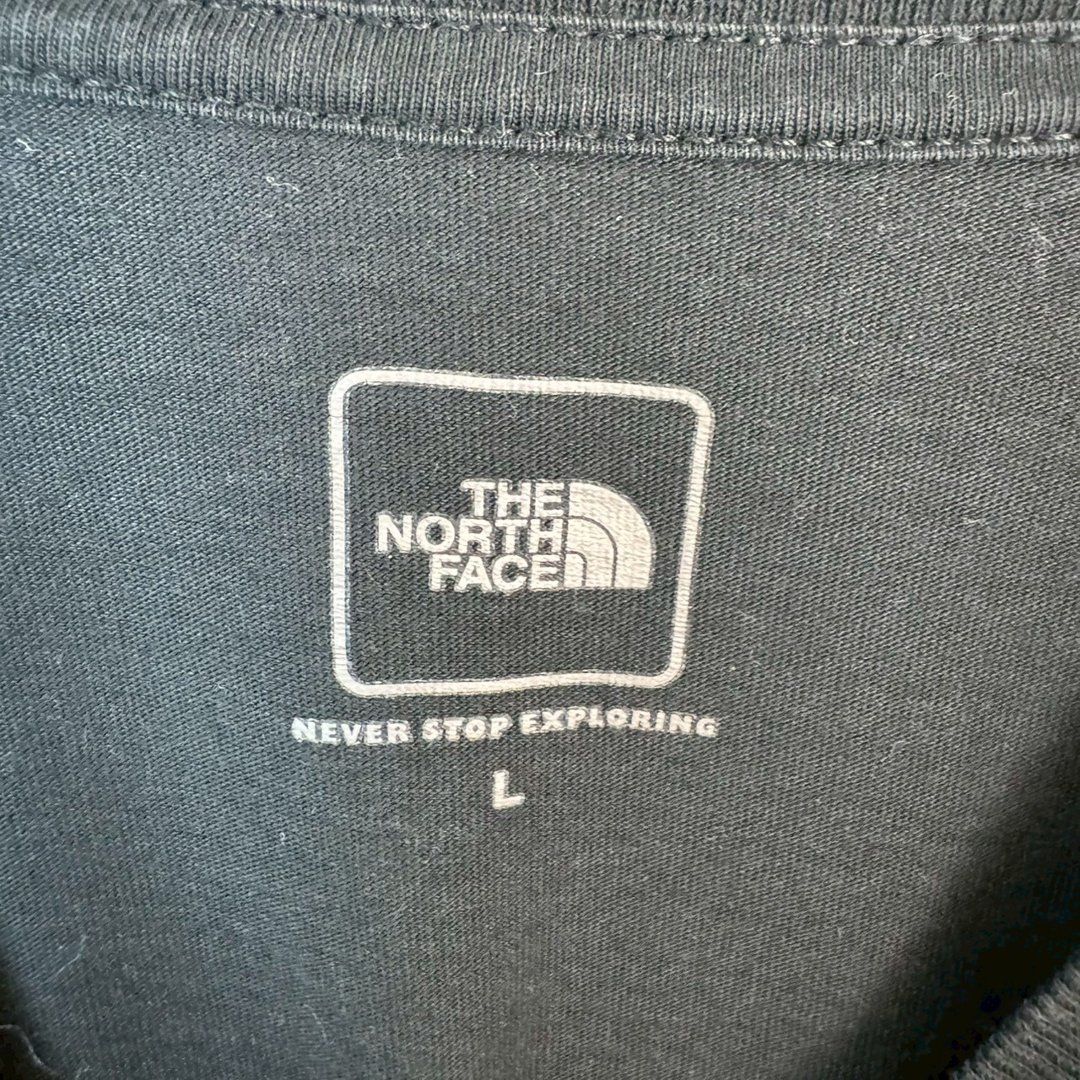 THE
NORTH
FACE
NEVER STOP EXPLORING
L